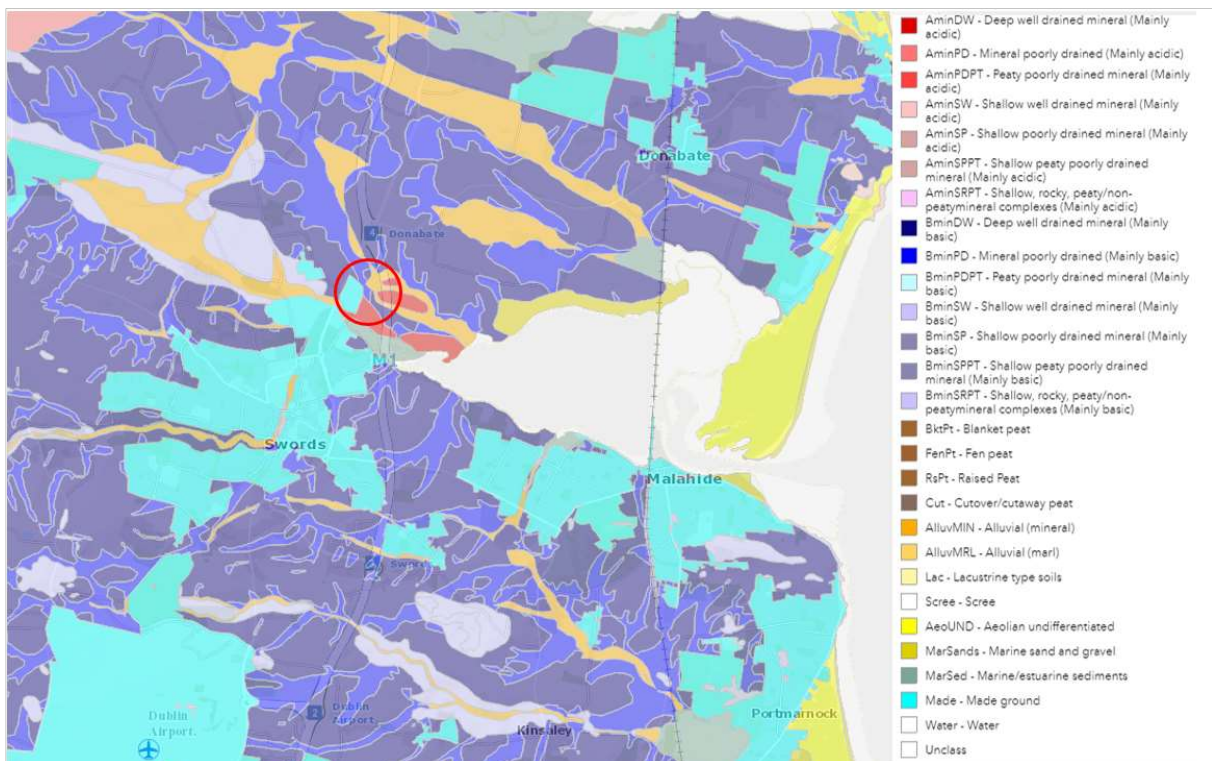 Donabate
4 Donabate
M1
Swords
Malahide
Sword
Dublin
Airport.
2 Dublin
Airport.
Kinsaley
Portmarnock
AminDW - Deep well drained mineral (Mainly
acidic)
AminPD - Mineral poorly drained (Mainly acidic)
AminPDPT - Peaty poorly drained mineral (Mainly
acidic)
AminSW - Shallow well drained mineral (Mainly
acidic)
AminSP - Shallow poorly drained mineral (Mainly
acidic)
AminSPPT - Shallow peaty poorly drained
mineral (Mainly acidic)
AminSRPT - Shallow, rocky, peaty/non-
peatymineral complexes (Mainly acidic)
BminDW - Deep well drained mineral (Mainly
basic)
BminPD - Mineral poorly drained (Mainly basic)
BminPDPT - Peaty poorly drained mineral (Mainly
basic)
BminSW - Shallow well drained mineral (Mainly
basic)
BminSP - Shallow poorly drained mineral (Mainly
basic)
BminSPPT - Shallow peaty poorly drained
mineral (Mainly basic)
BminSRPT - Shallow, rocky, peaty/non-
peatymineral complexes (Mainly basic)
BktPt - Blanket peat
FenPt - Fen peat
RsPt - Raised Peat
Cut - Cutover/cutaway peat
AlluvMIN - Alluvial (mineral)
AlluvMRL - Alluvial (marl)
Lac - Lacustrine type soils
Scree - Scree
AeoUND - Aeolian undifferentiated
MarSands - Marine sand and gravel
MarSed - Marine/estuarine sediments
Made - Made ground
Water - Water
Unclass